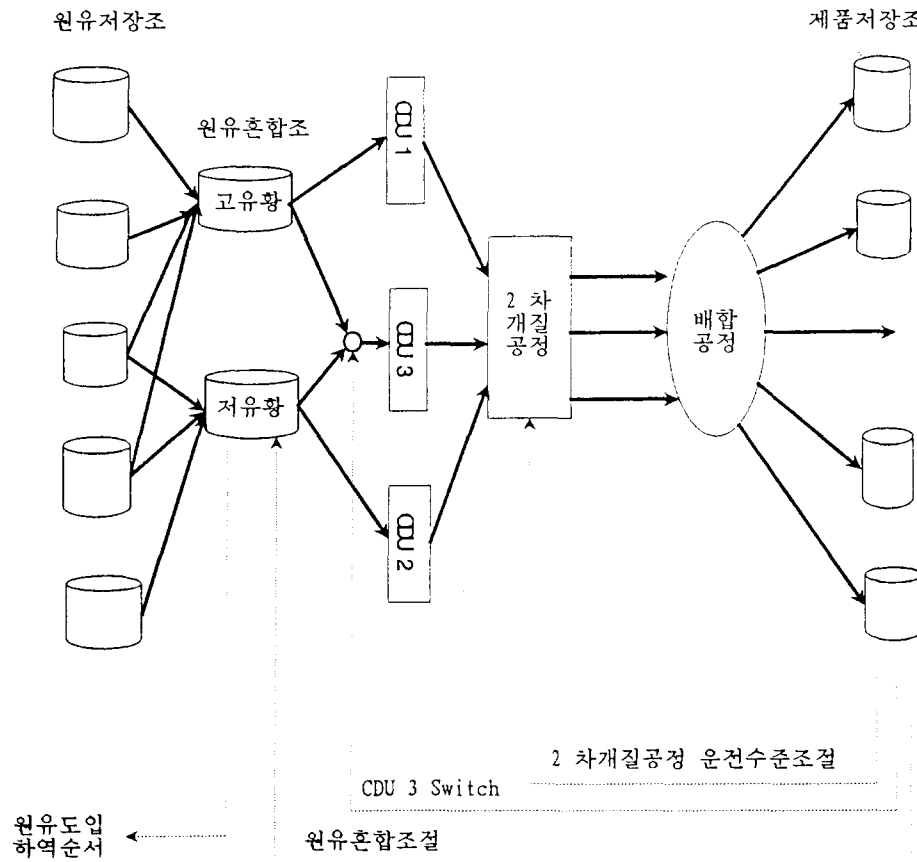 원유저장조
제품저장조
원유혼합조
고유황
저유황
CDU 1
CDU 3
CDU 2
2 차
개질
공정
배합
공정
2 차개질공정 운전수준조절
CDU 3 Switch
원유도입
하역순서
원유혼합조절